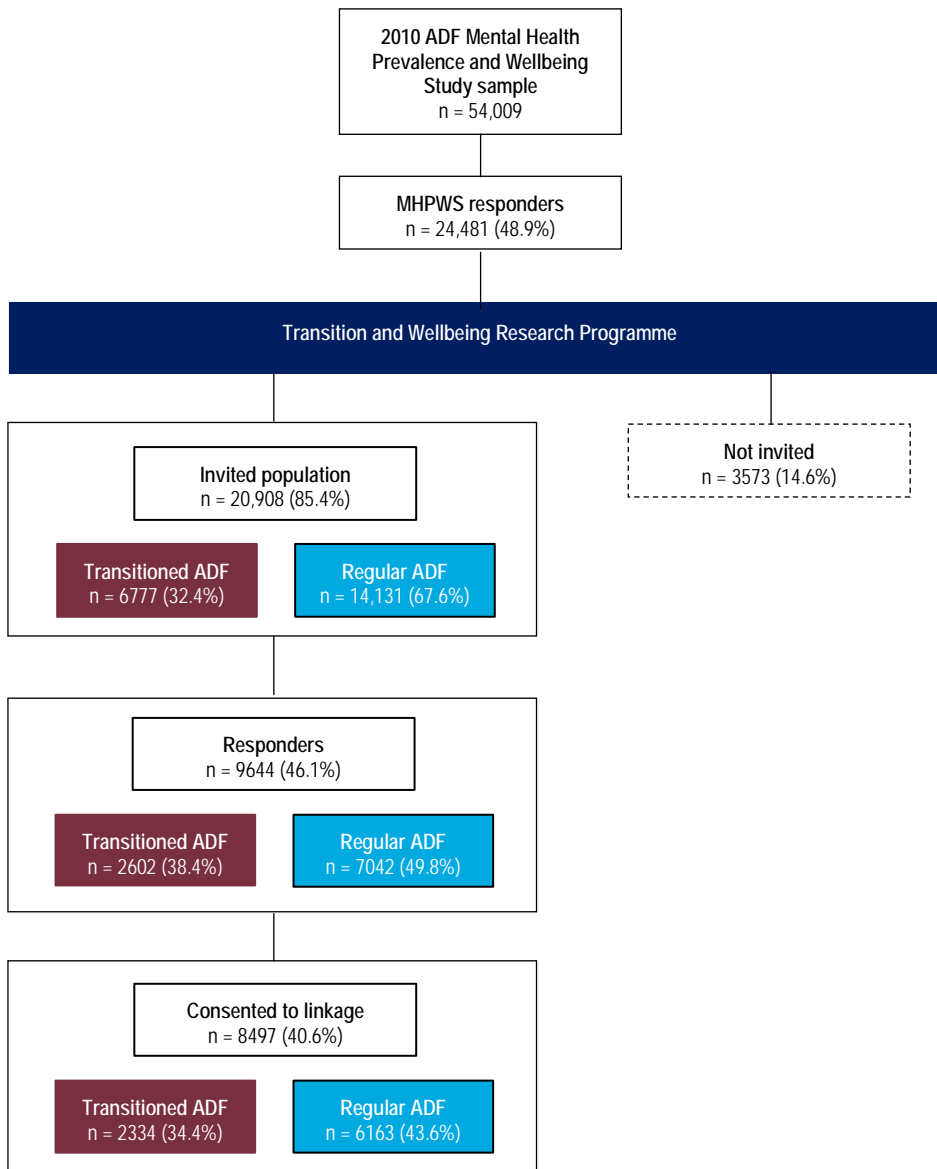 2010 ADF Mental Health
Prevalence and Wellbeing
Study sample
n = 54,009
MHPWS responders
n = 24,481 (48.9%)
Transition and Wellbeing Research Programme
Invited population
n = 20,908 (85.4%)
Not invited
n = 3573 (14.6%)
Transitioned ADF
n = 6777 (32.4%)
Regular ADF
n = 14,131 (67.6%)
Responders
n = 9644 (46.1%)
Transitioned ADF
n = 2602 (38.4%)
Regular ADF
n = 7042 (49.8%)
Consented to linkage
n = 8497 (40.6%)
Transitioned ADF
n = 2334 (34.4%)
Regular ADF
n = 6163 (43.6%)